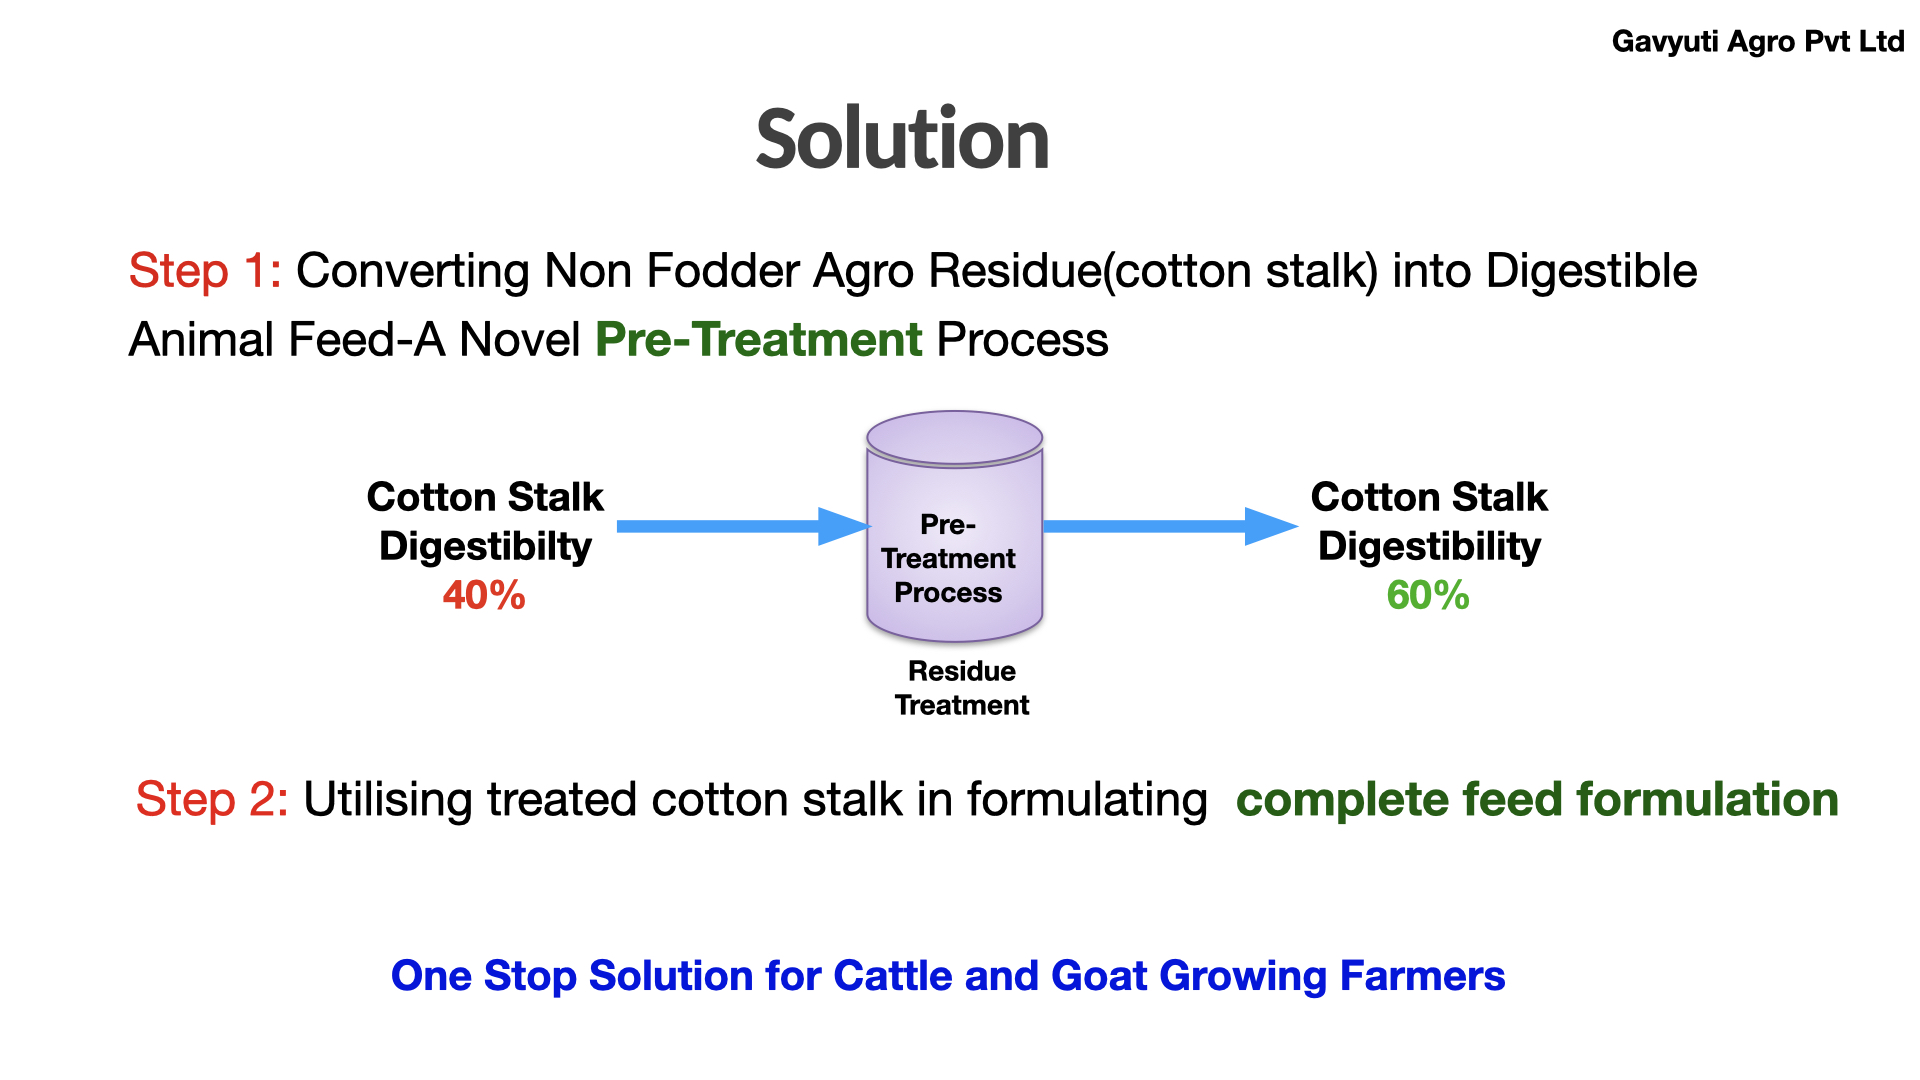 Gavyuti Agro Pvt Ltd
Solution
Step 1: Converting Non Fodder Agro Residue(cotton stalk) into Digestible
Animal Feed-A Novel Pre-Treatment Process
Cotton Stalk
Digestibilty
40%
Pre-
Treatment
Process
Residue
Treatment
Cotton Stalk
Digestibility
60%
Step 2: Utilising treated cotton stalk in formulating complete feed formulation
One Stop Solution for Cattle and Goat Growing Farmers